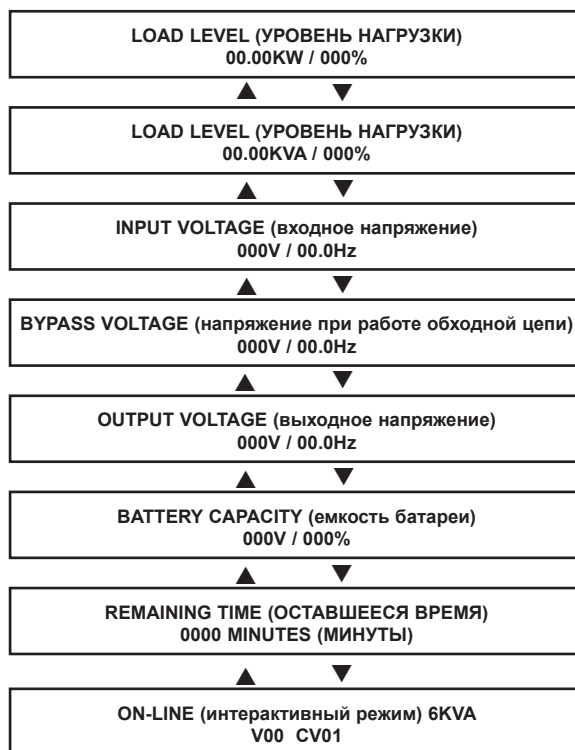 LOAD LEVEL (УРОВЕНЬ НАГРУЗКИ)
00.00KW / 000%
LOAD LEVEL (УРОВЕНЬ НАГРУЗКИ)
00.00KVA / 000%
INPUT VOLTAGE (входное напряжение)
000V / 00.0Hz
BYPASS VOLTAGE (напряжение при работе обходной цепи)
000V / 00.0Hz
OUTPUT VOLTAGE (выходное напряжение)
000V / 00.0Hz
BATTERY CAPACITY (емкость батареи)
000V / 000%
REMAINING TIME (ОСТАВШЕЕСЯ ВРЕМЯ)
0000 MINUTES (МИНУТЫ)
ON-LINE (интерактивный режим) 6KVA
V00 CV01